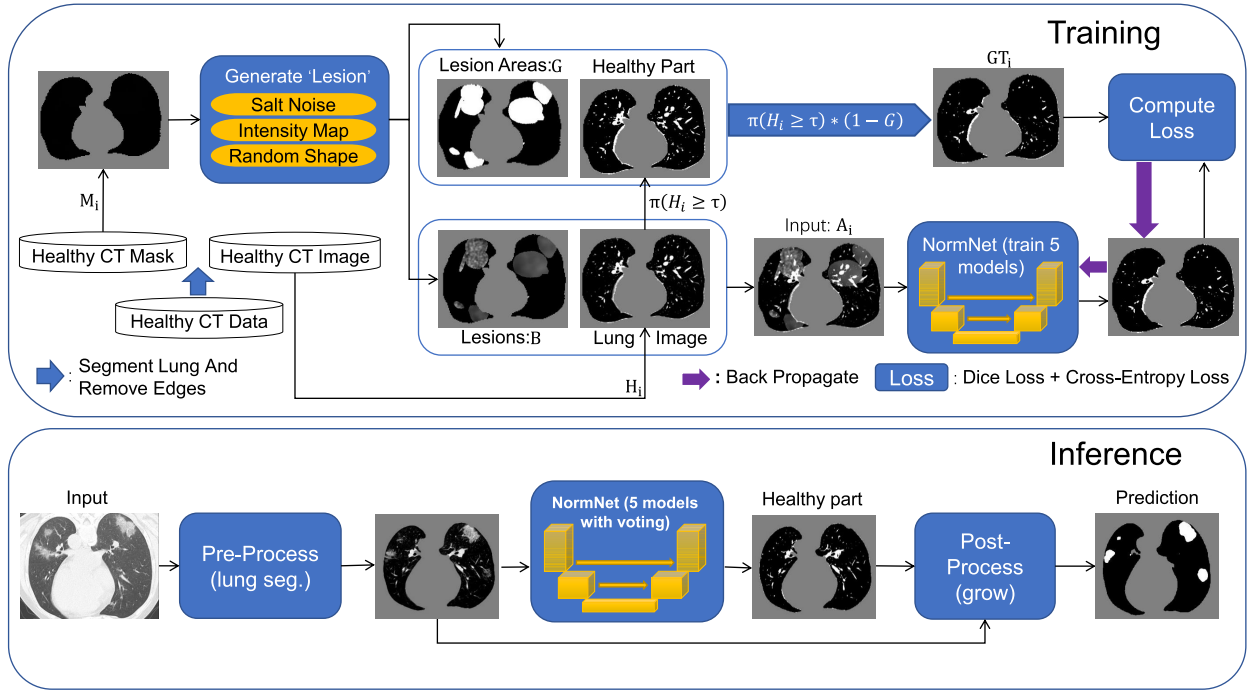 Training
Generate 'Lesion'
Salt Noise
Intensity Map
Random Shape
Lesion Areas:G
Healthy Part
π(H_i ≥ τ) * (1 − G)
GT_i
Compute
Loss
M_i
π(H_i ≥ τ)
Healthy CT Mask
Healthy CT Image
Healthy CT Data
Lesions:B
Lung Image
Input: A_i
NormNet (train 5
models)
: Segment Lung And
Remove Edges
H_i
: Back Propagate
Loss : Dice Loss + Cross-Entropy Loss
Inference
Input
Pre-Process
(lung seg.)
NormNet (5 models
with voting)
Healthy part
Post-
Process
(grow)
Prediction